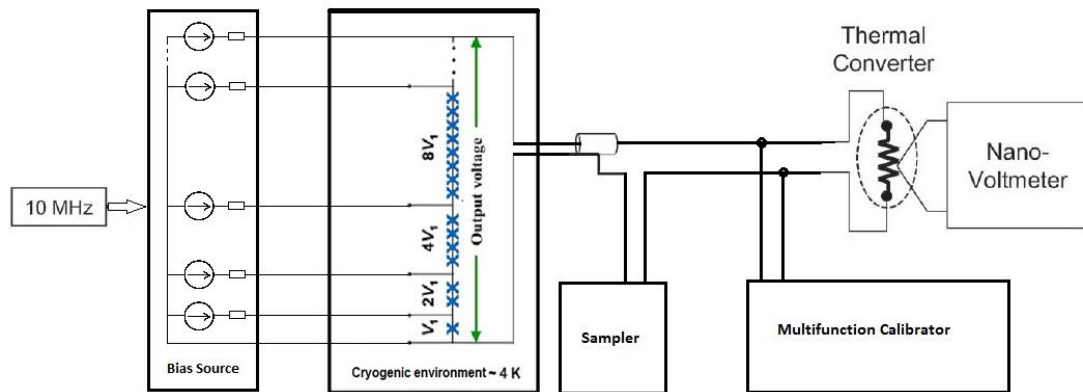 10 MHz
Bias Source
8V₁
4V₁
2V₁
V₁
Output voltage
Cryogenic environment ~ 4 K
Sampler
Multifunction Calibrator
Thermal
Converter
Nano-
Voltmeter